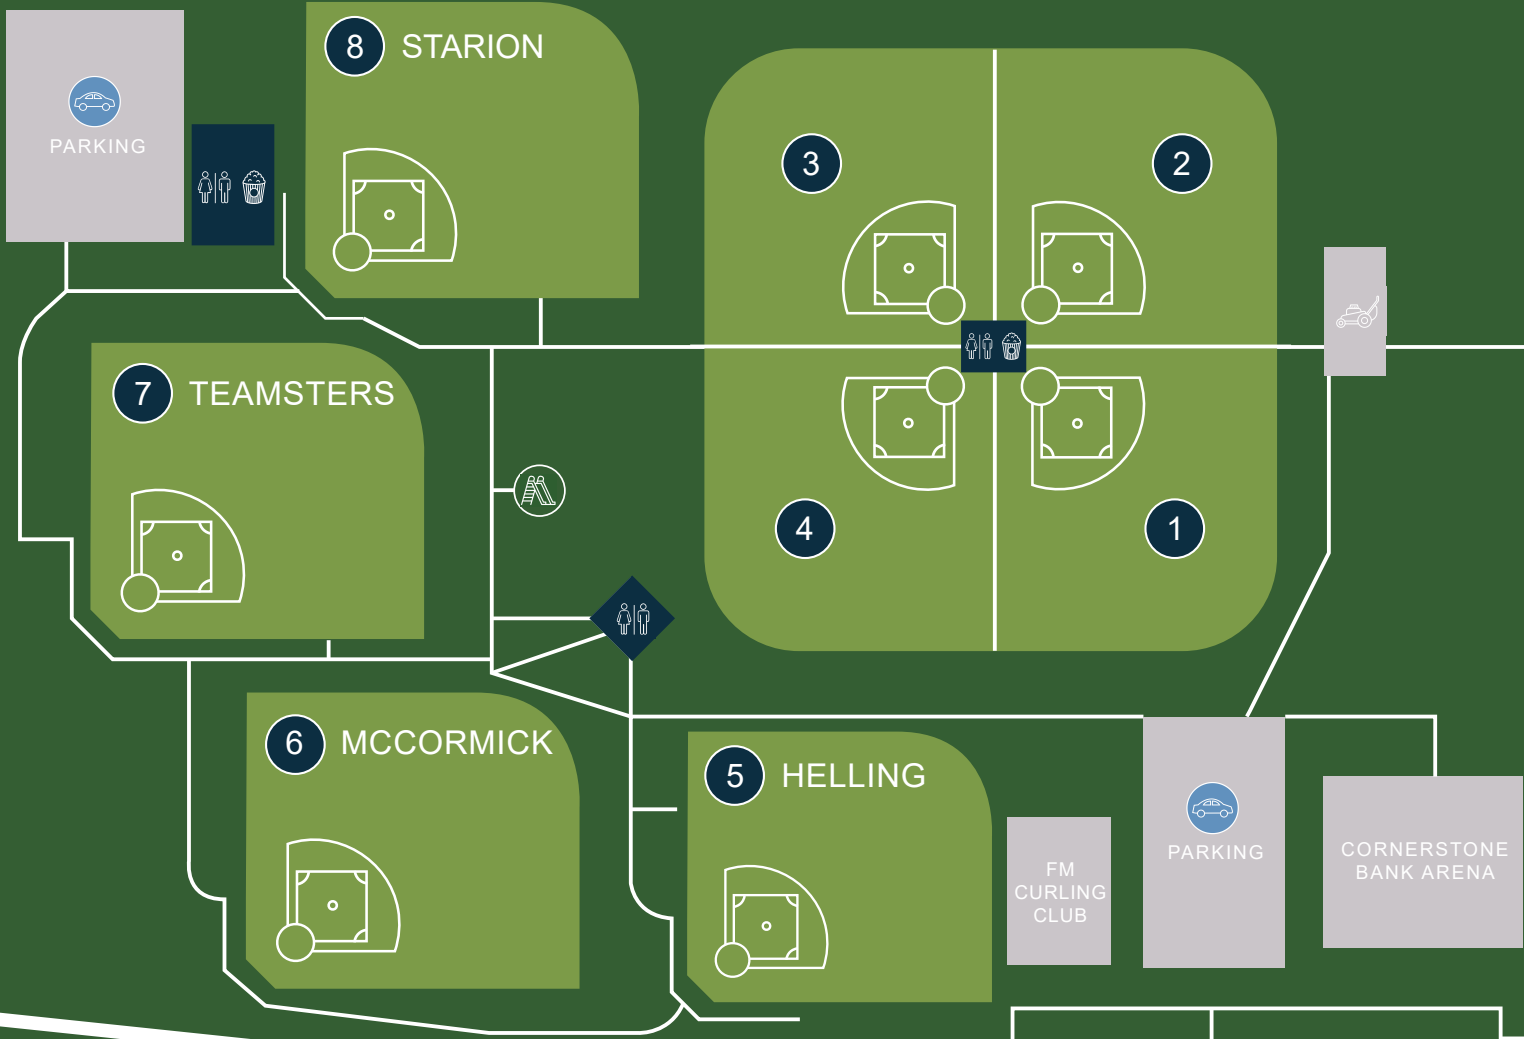 8 STARION
PARKING
3
2
7 TEAMSTERS
4
1
6 MCCORMICK
5 HELLING
PARKING
CORNERSTONE
BANK ARENA
FM
CURLING
CLUB